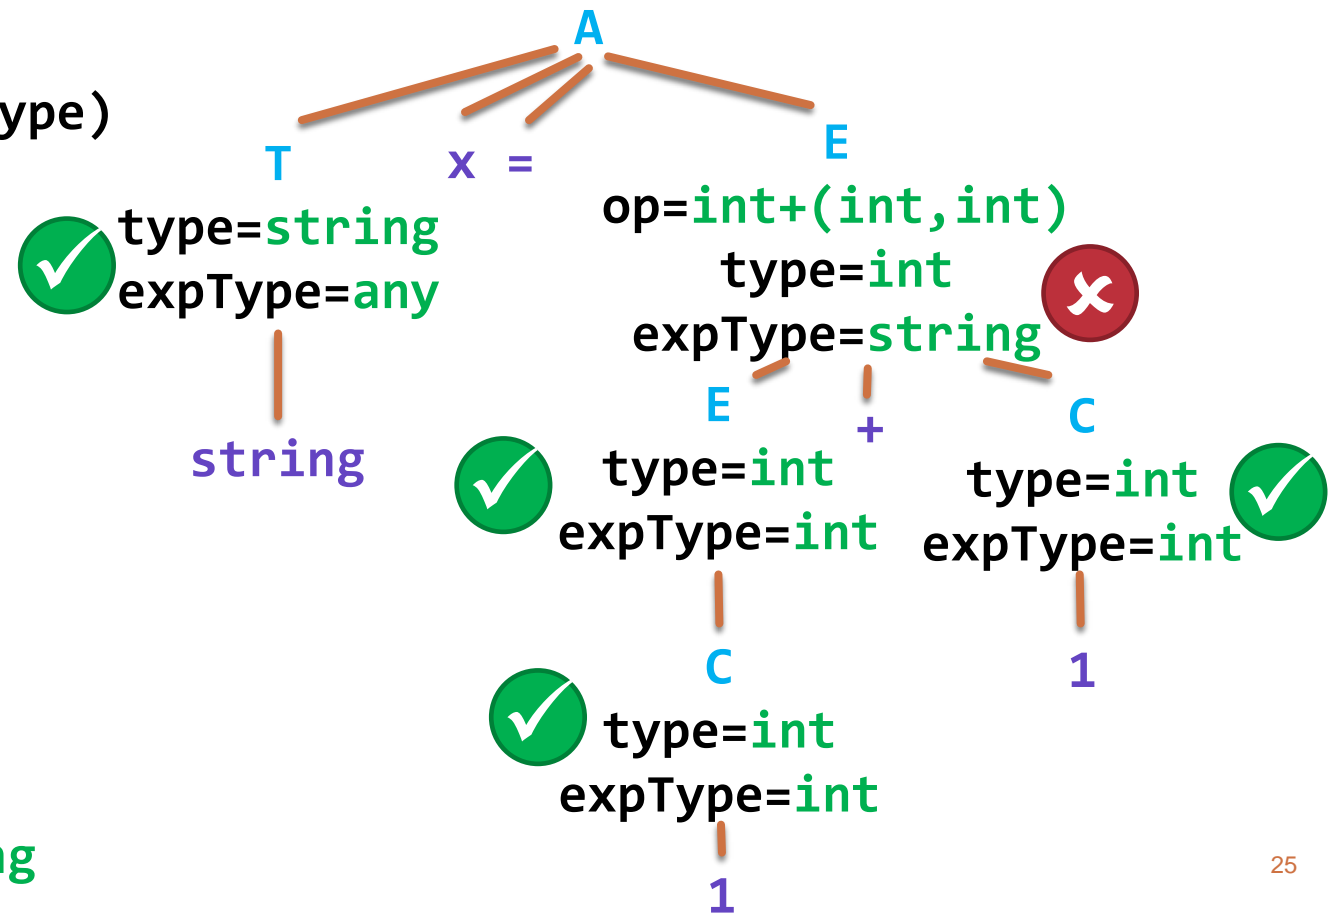 A
ype)
T
x =
E
type=string
expType=any
op=int+(int,int)
type=int
expType=string
string
E
+
C
type=int
expType=int
type=int
expType=int
C
1
type=int
expType=int
1
g
25